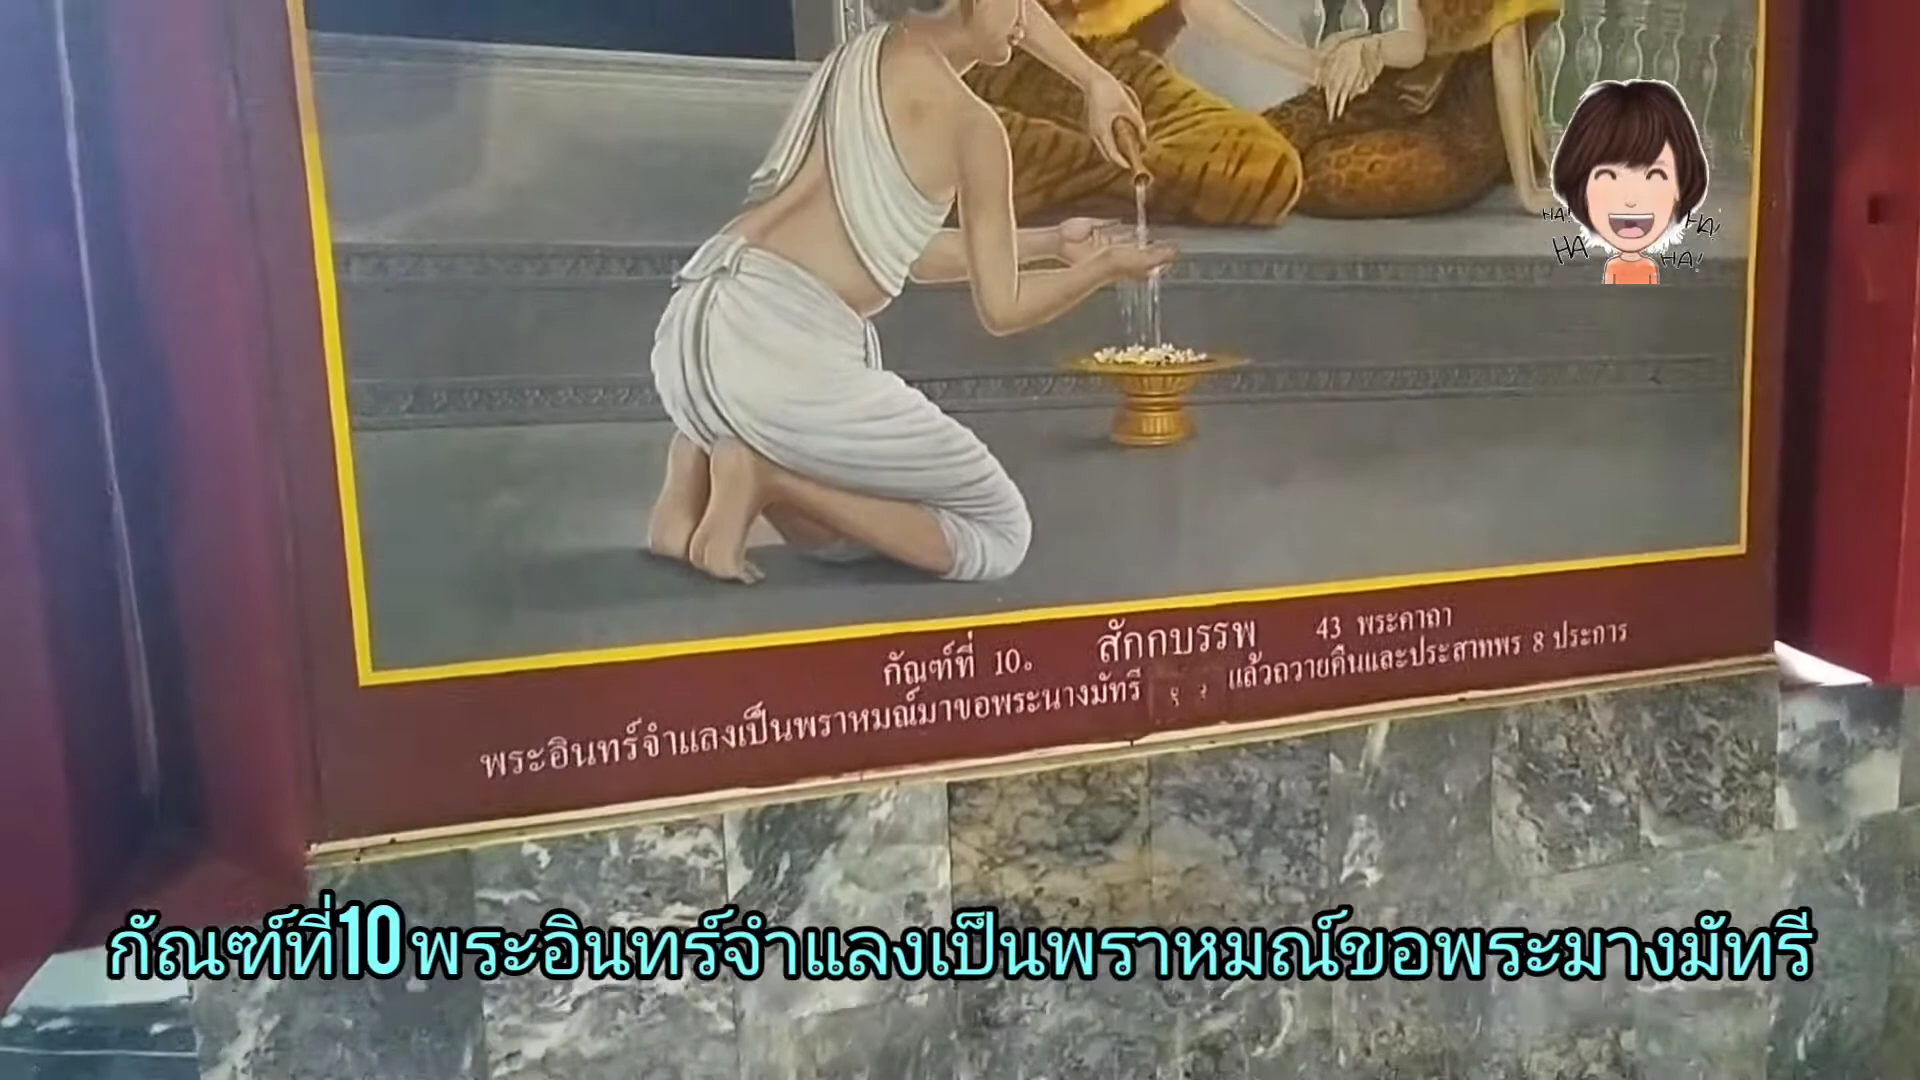 HA!
HA
HA!
HA!
กัณฑ์ที่ 10. สักกบรรพ 43 พระคาถา
พระอินทร์จำแลงเป็นพราหมณ์มาขอพระนางมัทรี แล้วถวายคืนและประสาทพร 8 ประการ
กัณฑ์ที่10 พระอินทร์จำแลงเป็นพราหมณ์ขอพระมางมัทรี